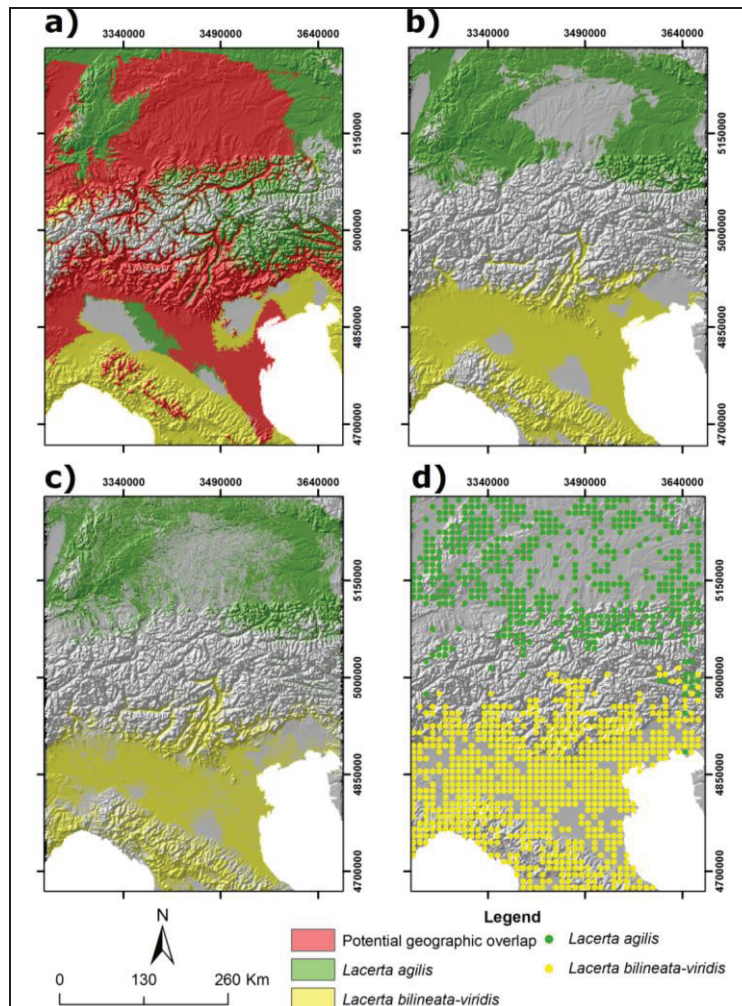 a)
3340000 3490000 3640000
b)
3340000 3490000 3640000
5150000
5000000
4850000
4700000
5150000
5000000
4850000
4700000
c)
3340000 3490000 3640000
d)
3340000 3490000 3640000
5150000
5000000
4850000
4700000
5150000
5000000
4850000
4700000
N
0 130 260 Km
Legend
Potential geographic overlap
Lacerta agilis
Lacerta bilineata-viridis
Lacerta agilis
Lacerta bilineata-viridis